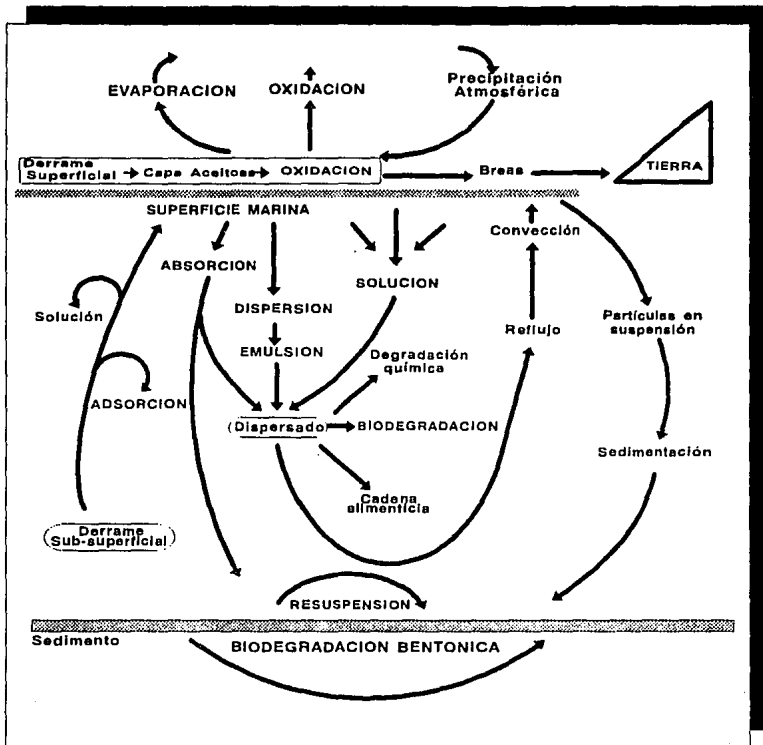 EVAPORACION
OXIDACION
Precipitación
Atmosférica
Derrame
Superficial
Capa Aceitosa
OXIDACION
Breas
TIERRA
SUPERFICIE MARINA
Convección
ABSORCION
SOLUCION
Solución
DISPERSION
Reflujo
Partículas en
suspensión
EMULSION
Degradación
química
ADSORCION
(Dispersado)
BIODEGRADACION
Sedimentación
Cadena
alimenticia
Derrame
Sub-superficial
RESUSPENSION
Sedimento
BIODEGRADACION BENTONICA